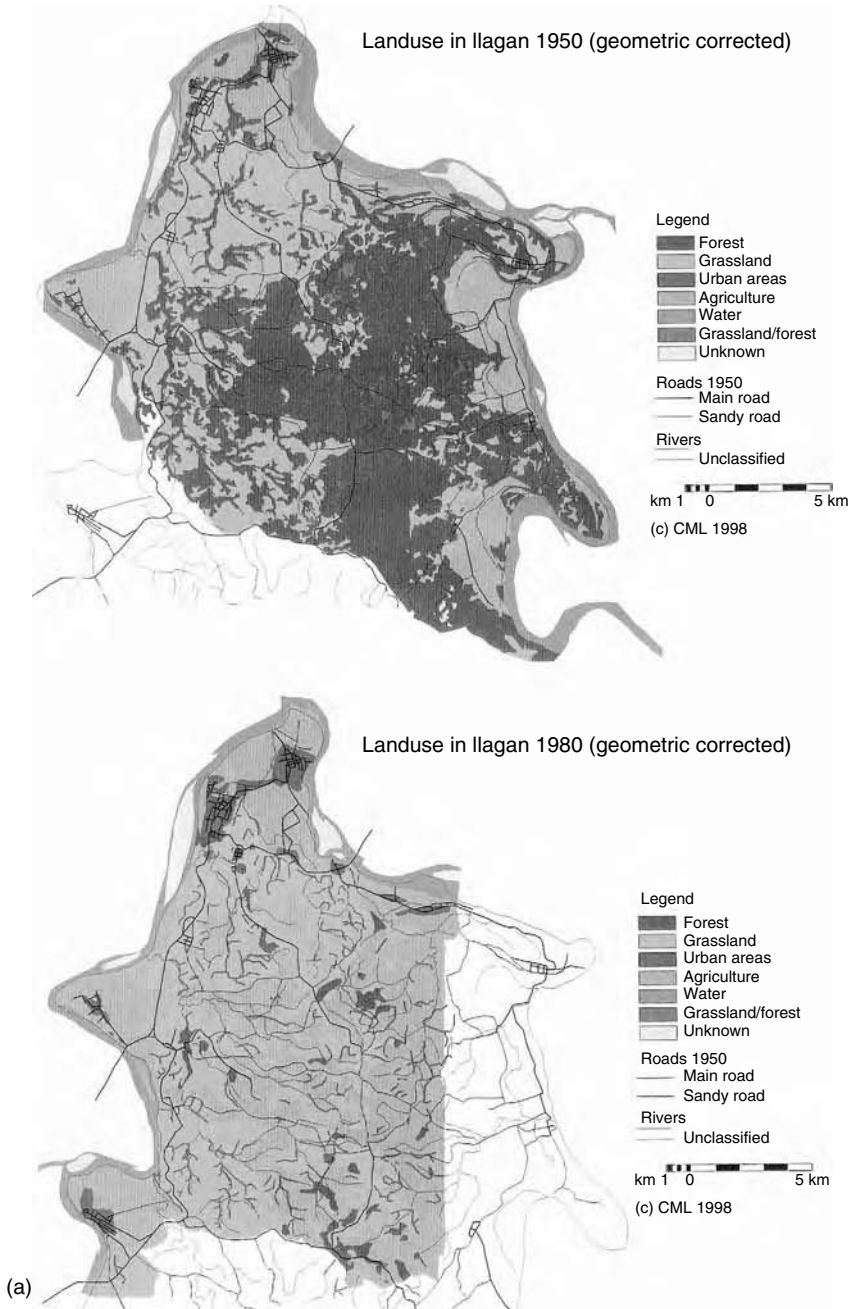 Landuse in Ilagan 1950 (geometric corrected)
Legend
Forest
Grassland
Urban areas
Agriculture
Water
Grassland/forest
Unknown
Roads 1950
Main road
Sandy road
Rivers
Unclassified
km 1 0 5 km
(c) CML 1998
Landuse in Ilagan 1980 (geometric corrected)
Legend
Forest
Grassland
Urban areas
Agriculture
Water
Grassland/forest
Unknown
Roads 1950
Main road
Sandy road
Rivers
Unclassified
km 1 0 5 km
(c) CML 1998
(a)